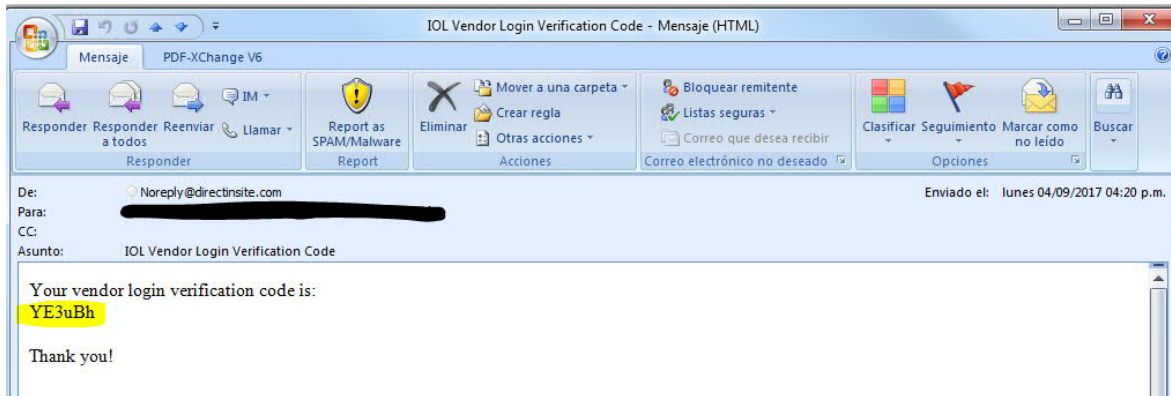 IOL Vendor Login Verification Code - Mensaje (HTML)
Mensaje PDF-XChange V6
Responder
Responder a todos
Reenviar
IM
Llamar
Responder
Report as SPAM/Malware
Report
Eliminar
Mover a una carpeta
Crear regla
Otras acciones
Acciones
Bloquear remitente
Listas seguras
Correo que desea recibir
Correo electrónico no deseado
Clasificar
Seguimiento
Marcar como no leído
Opciones
Buscar
De: Noreply@directinsite.com Enviado el: lunes 04/09/2017 04:20 p.m.
Para:
CC:
Asunto: IOL Vendor Login Verification Code
Your vendor login verification code is:
YE3uBh
Thank you!